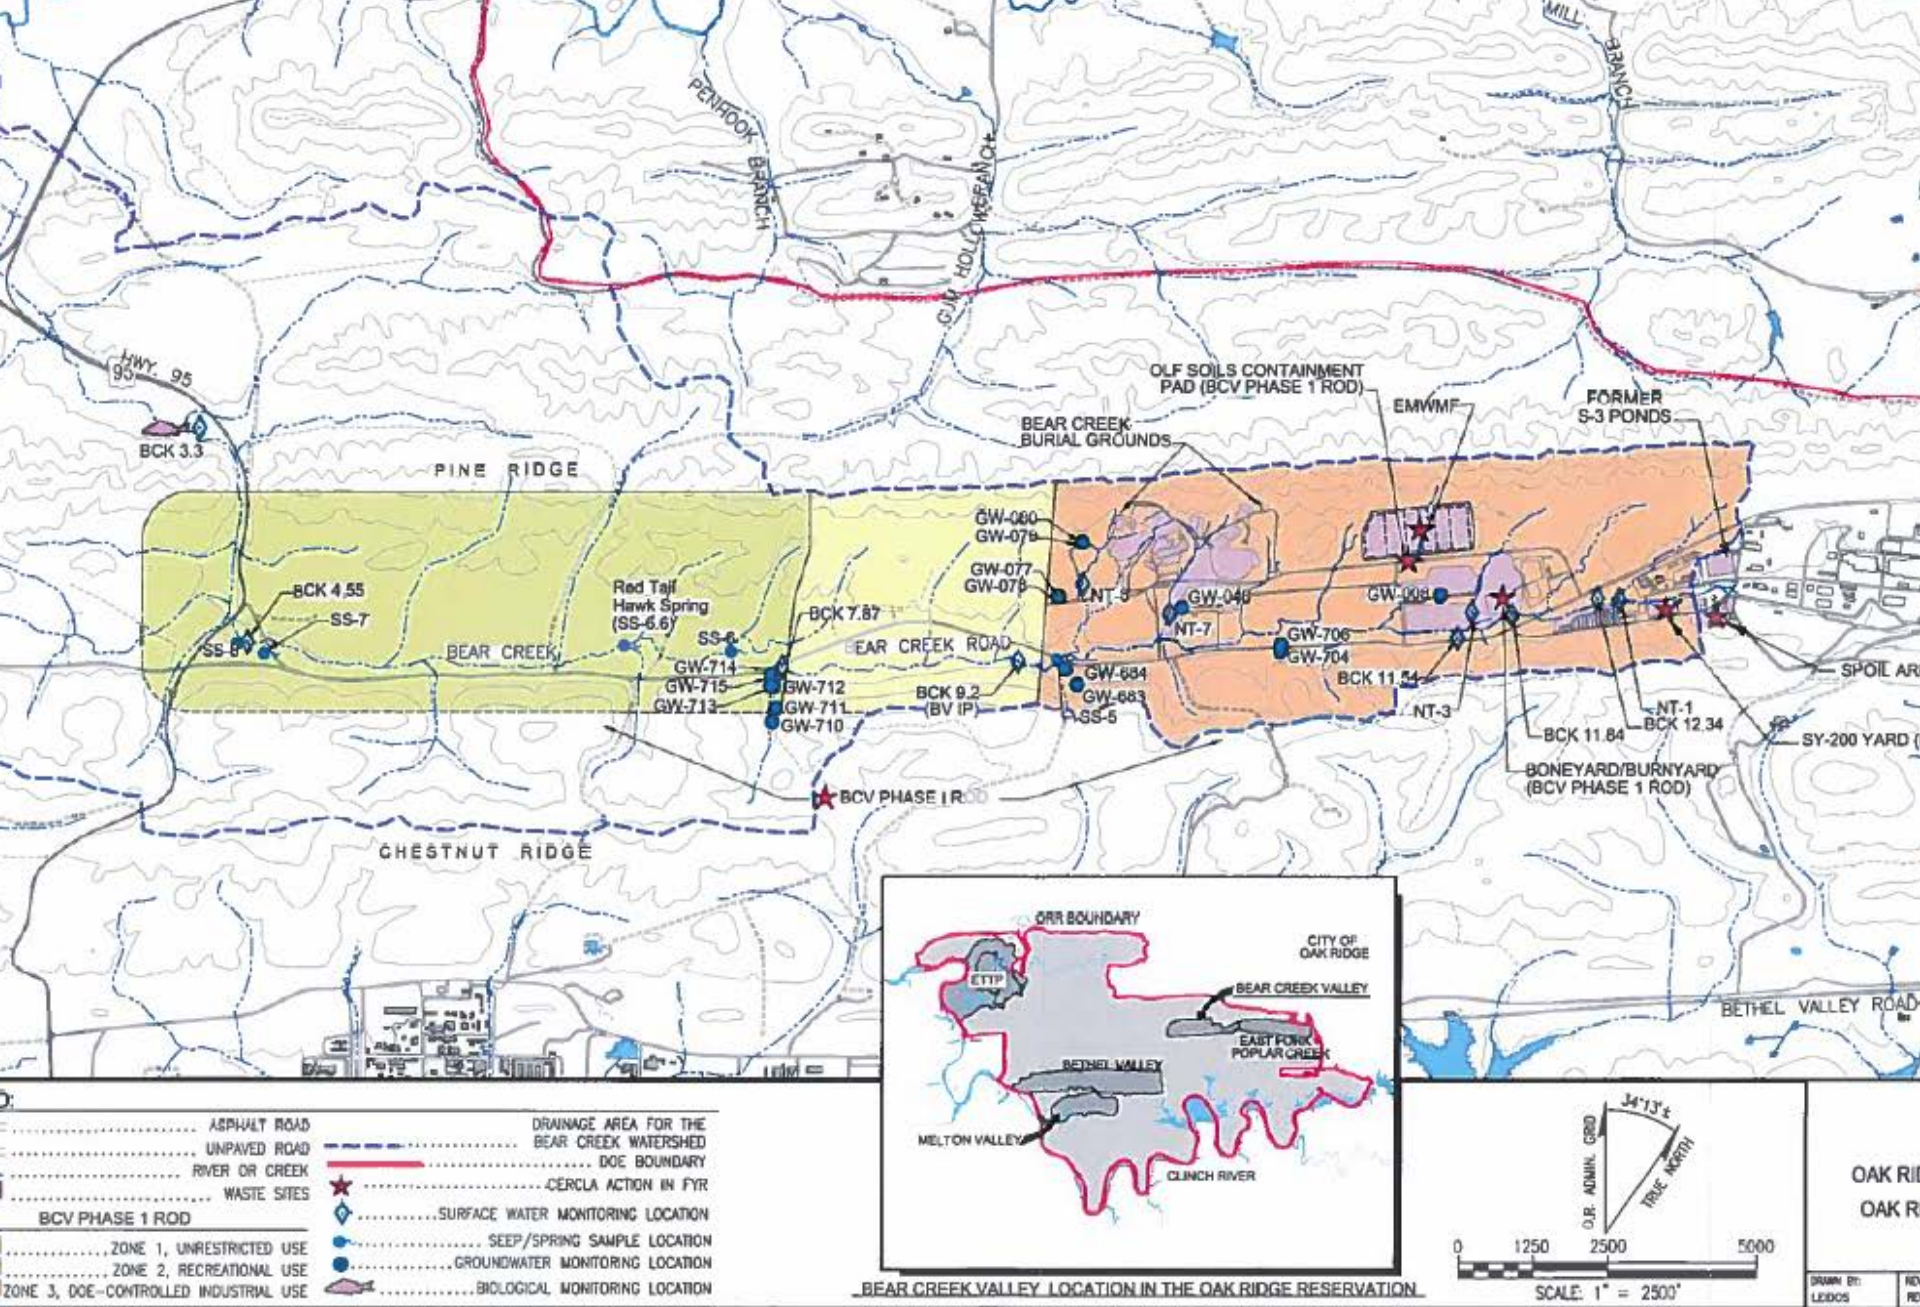 MILL
BRANCH
PENHOOK
BRANCH
HWY. 95
95
BCK 3.3
PINE RIDGE
OLF SOILS CONTAINMENT
PAD (BCV PHASE 1 ROD)
EMWMF
FORMER
S-3 PONDS
BEAR CREEK
BURIAL GROUNDS
GW-080
GW-079
GW-077
GW-078
NT-8
GW-008
BCK 4.55
SS-7
Red Tail
Hawk Spring
(SS-6.6)
SS-6
BCK 7.87
NT-7
GW-706
GW-704
BEAR CREEK
BEAR CREEK ROAD
GW-714
GW-715
GW-713
GW-712
GW-711
GW-710
BCK 9.2
(BV IP)
GW-684
GW-683
SS-5
BCK 11.54
NT-3
BCK 11.84
NT-1
BCK 12.34
SPOIL AR
SY-200 YARD (
BONEYARD/BURNYARD
(BCV PHASE 1 ROD)
BCV PHASE I ROD
CHESTNUT RIDGE
BETHEL VALLEY ROAD
ORR BOUNDARY
CITY OF
OAK RIDGE
ETTP
BEAR CREEK VALLEY
EAST FORK
POPLAR CREEK
BETHEL VALLEY
MELTON VALLEY
CLINCH RIVER
BEAR CREEK VALLEY LOCATION IN THE OAK RIDGE RESERVATION
D:
ASPHALT ROAD
UNPAVED ROAD
RIVER OR CREEK
WASTE SITES
BCV PHASE 1 ROD
ZONE 1, UNRESTRICTED USE
ZONE 2, RECREATIONAL USE
ZONE 3, DOE-CONTROLLED INDUSTRIAL USE
DRAINAGE AREA FOR THE
BEAR CREEK WATERSHED
DOE BOUNDARY
CERCLA ACTION IN FYR
SURFACE WATER MONITORING LOCATION
SEEP/SPRING SAMPLE LOCATION
GROUNDWATER MONITORING LOCATION
BIOLOGICAL MONITORING LOCATION
34°13'±
O.R. ADMIN. GRID
TRUE NORTH
0 1250 2500 5000
SCALE: 1" = 2500'
OAK RID
OAK R
DRAWN BY:
LEIDOS